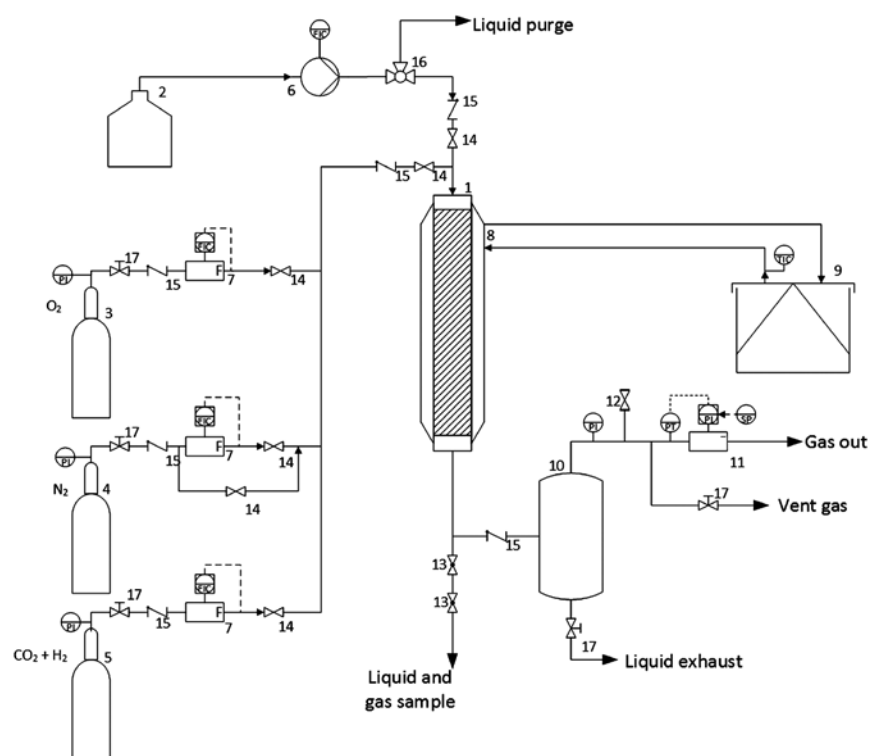 Liquid purge
FIC
16
2
6
15
14
15
14
1
FIC
17
8
PI
F
TIC
15
7
14
9
O₂
3
FIC
17
12
PI
PT
SP
PI
F
15
7
14
10
11
Gas out
N₂
4
14
17
Vent gas
15
13
FIC
17
13
PI
F
15
7
14
17
CO₂ + H₂
5
Liquid exhaust
Liquid and
gas sample